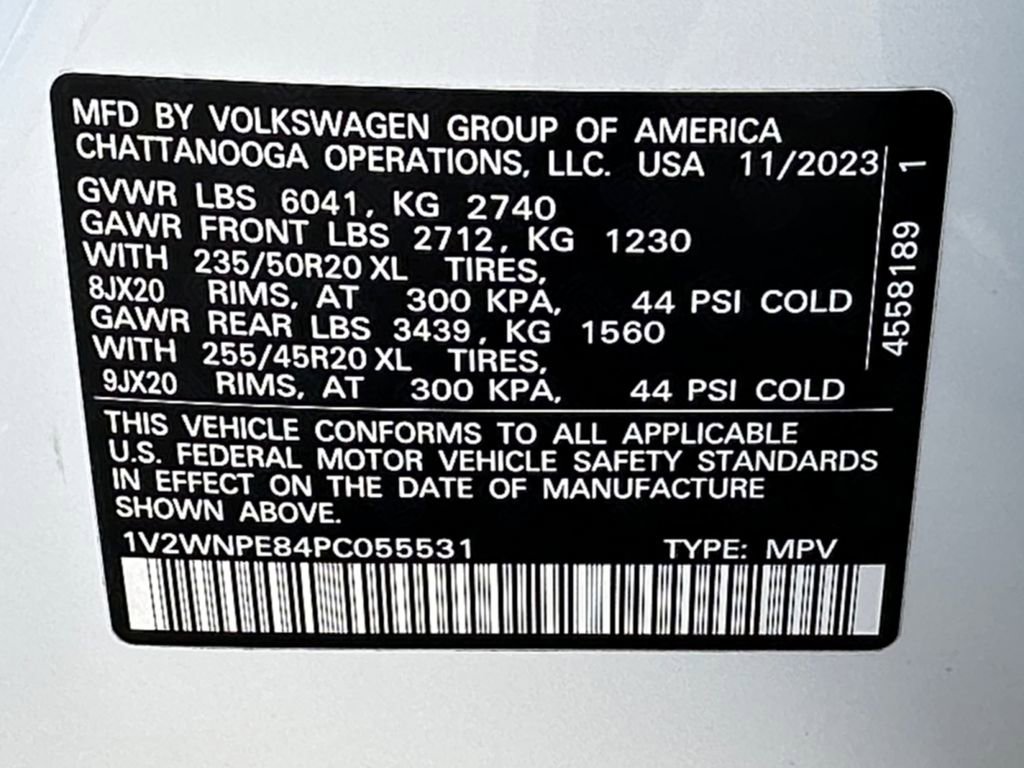 MFD BY VOLKSWAGEN GROUP OF AMERICA
CHATTANOOGA OPERATIONS, LLC. USA 11/2023
GVWR LBS 6041, KG 2740
GAWR FRONT LBS 2712, KG 1230
WITH 235/50R20 XL TIRES,
8JX20 RIMS, AT 300 KPA, 44 PSI COLD
GAWR REAR LBS 3439, KG 1560
WITH 255/45R20 XL TIRES,
9JX20 RIMS, AT 300 KPA, 44 PSI COLD
4558189 1
THIS VEHICLE CONFORMS TO ALL APPLICABLE
U.S. FEDERAL MOTOR VEHICLE SAFETY STANDARDS
IN EFFECT ON THE DATE OF MANUFACTURE
SHOWN ABOVE.
1V2WNPE84PC055531 TYPE: MPV